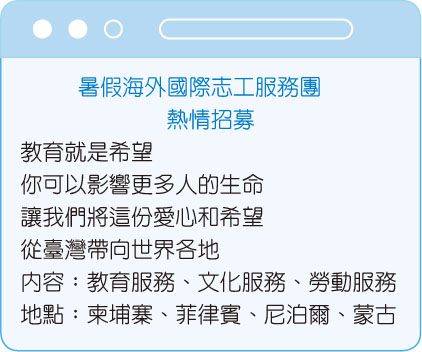 暑假海外國際志工服務團
熱情招募
教育就是希望
你可以影響更多人的生命
讓我們將這份愛心和希望
從臺灣帶向世界各地
內容：教育服務、文化服務、勞動服務
地點：柬埔寨、菲律賓、尼泊爾、蒙古